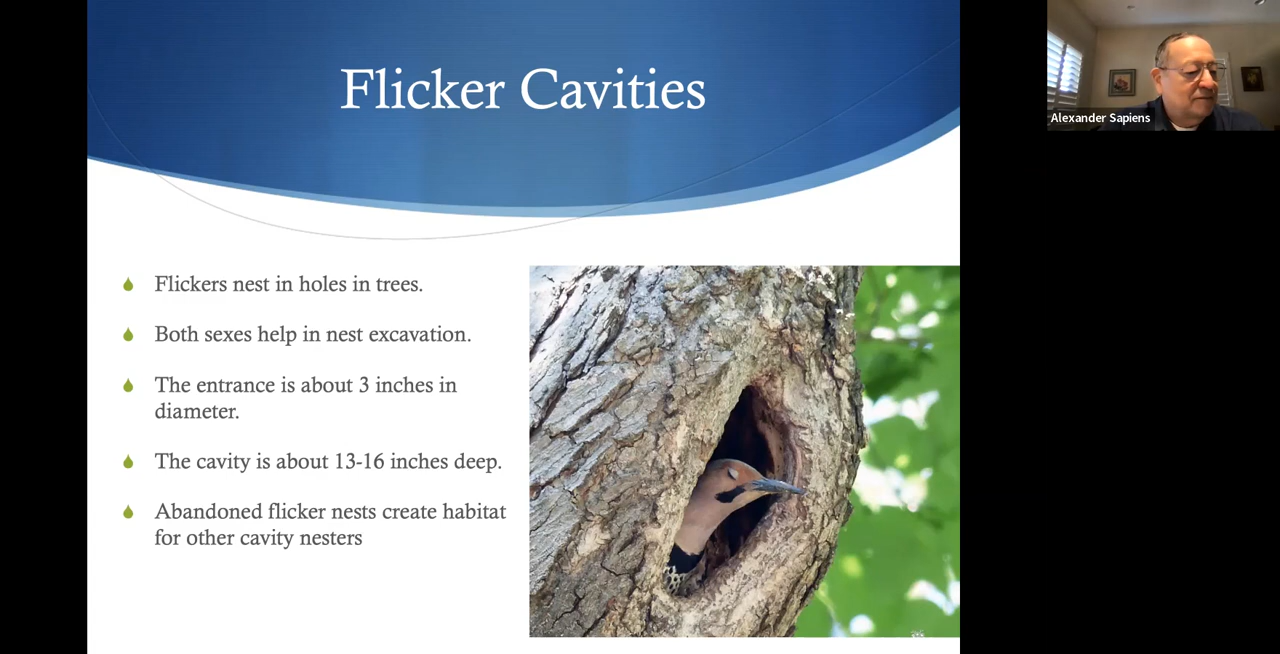 Flicker Cavities
Alexander Sapiens
Flickers nest in holes in trees.
Both sexes help in nest excavation.
The entrance is about 3 inches in
diameter.
The cavity is about 13-16 inches deep.
Abandoned flicker nests create habitat
for other cavity nesters